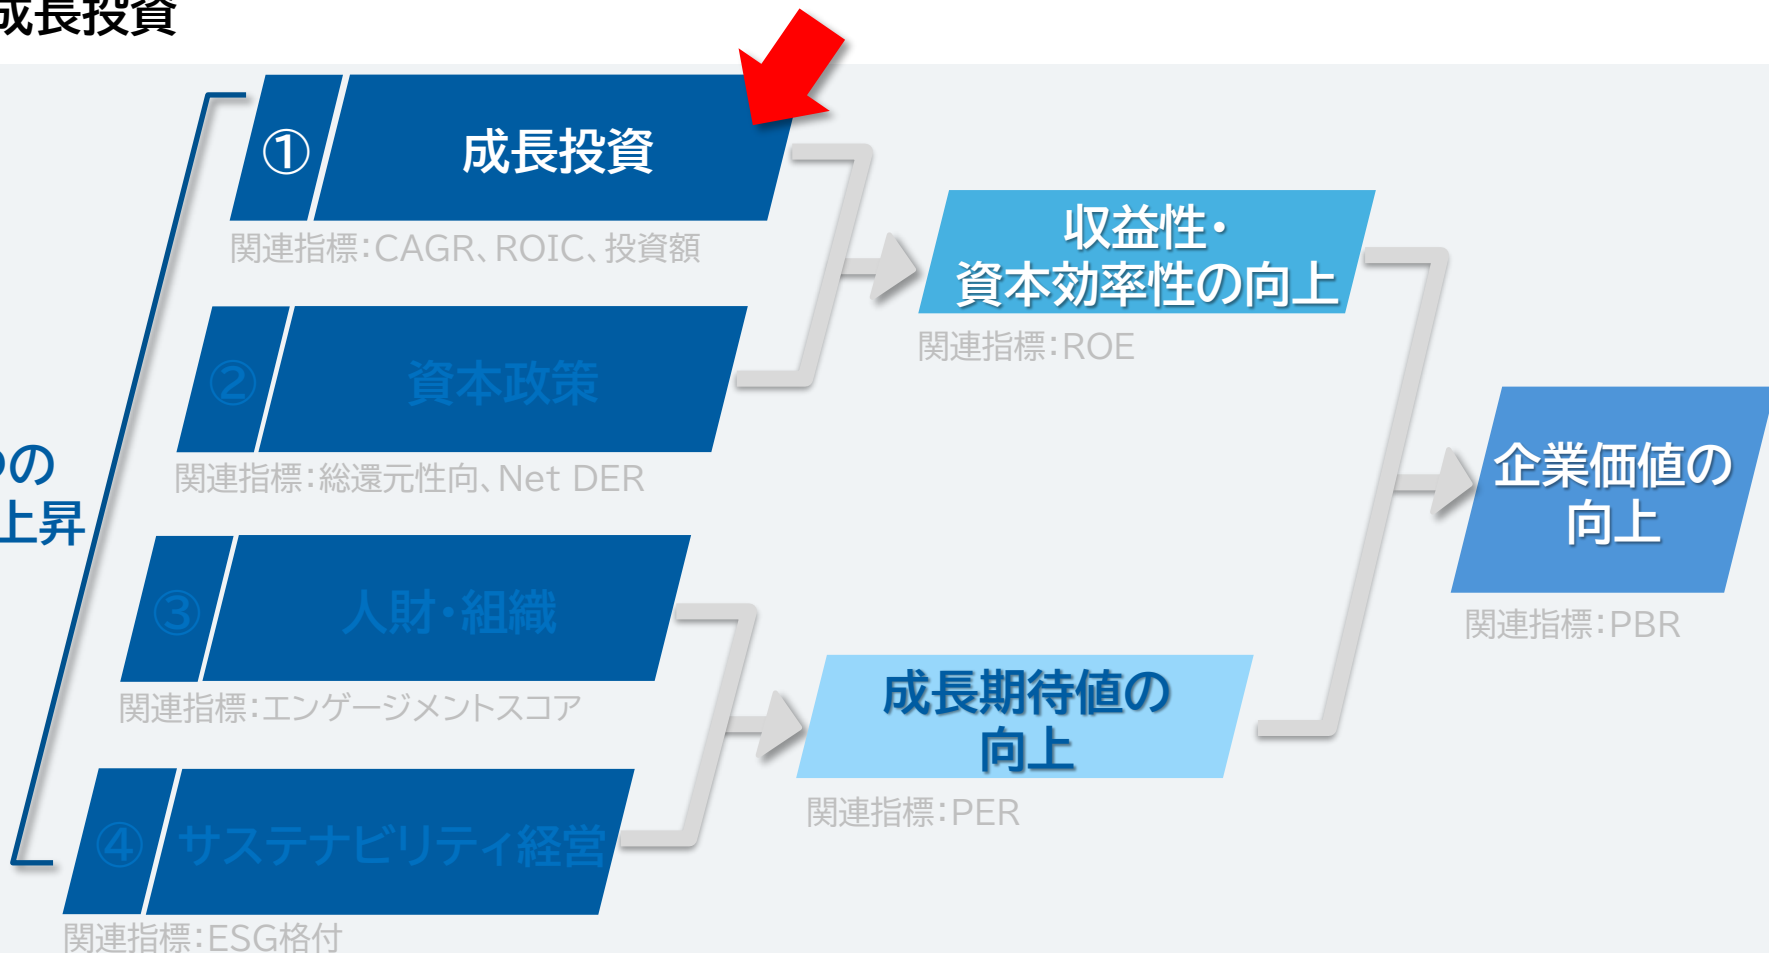 成長投資
①
成長投資
関連指標：CAGR、ROIC、投資額
収益性・
資本効率性の向上
関連指標：ROE
②
資本政策
関連指標：総還元性向、Net DER
の
上昇
企業価値の
向上
関連指標：PBR
③
人財・組織
関連指標：エンゲージメントスコア
成長期待値の
向上
関連指標：PER
④
サステナビリティ経営
関連指標：ESG格付